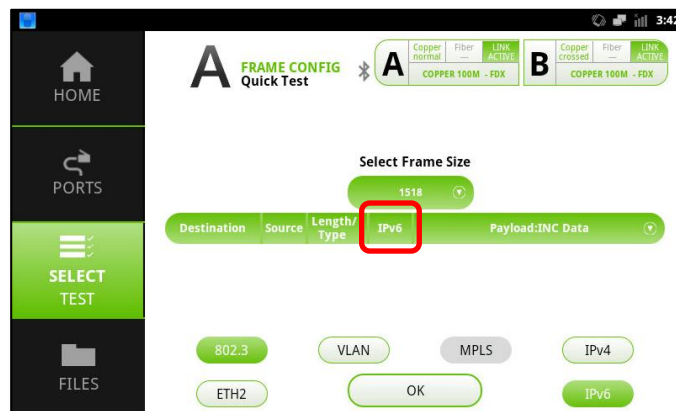 3:42
HOME
PORTS
SELECT
TEST
FILES
A
FRAME CONFIG
Quick Test
A
Copper
normal
Fiber
—
LINK
ACTIVE
COPPER 100M - FDX
B
Copper
crossed
Fiber
—
LINK
ACTIVE
COPPER 100M - FDX
Select Frame Size
1518
Destination
Source
Length/
Type
IPv6
Payload:INC Data
802.3
VLAN
MPLS
IPv4
ETH2
OK
IPv6